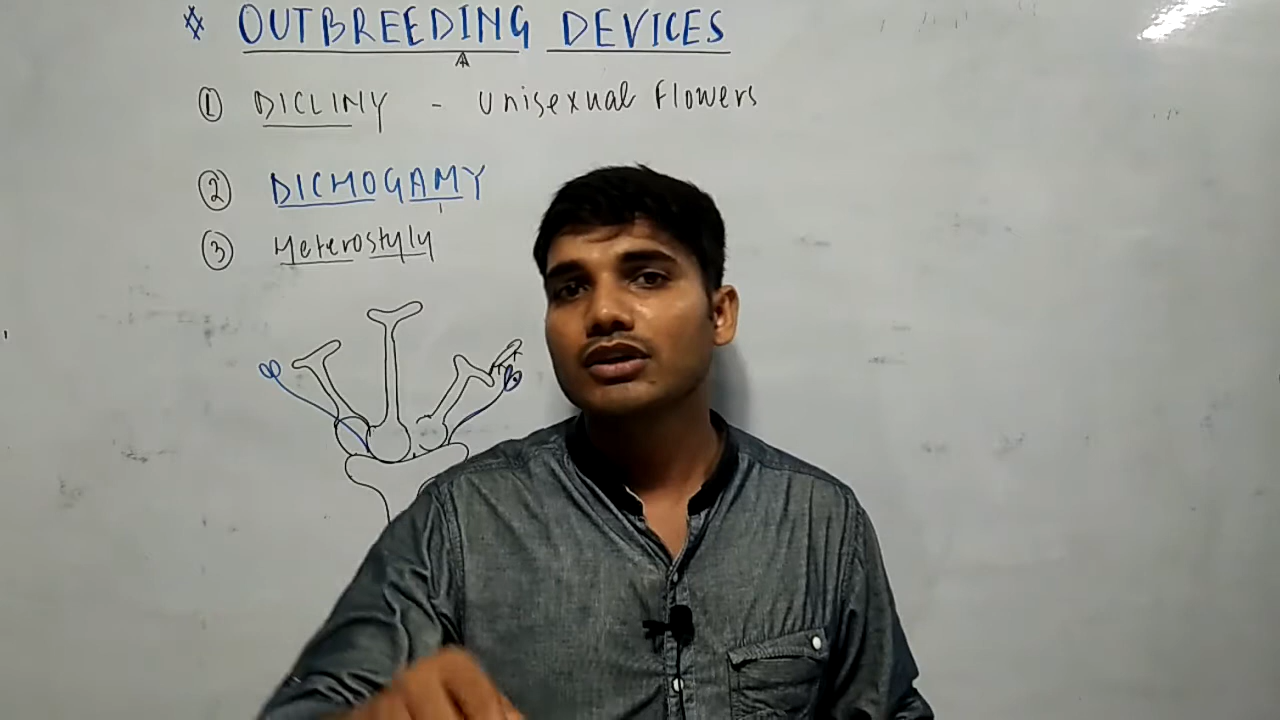 * OUTBREEDING DEVICES
① DICLINY - Unisexual Flowers
② DICHOGAMY
③ Heterostyly